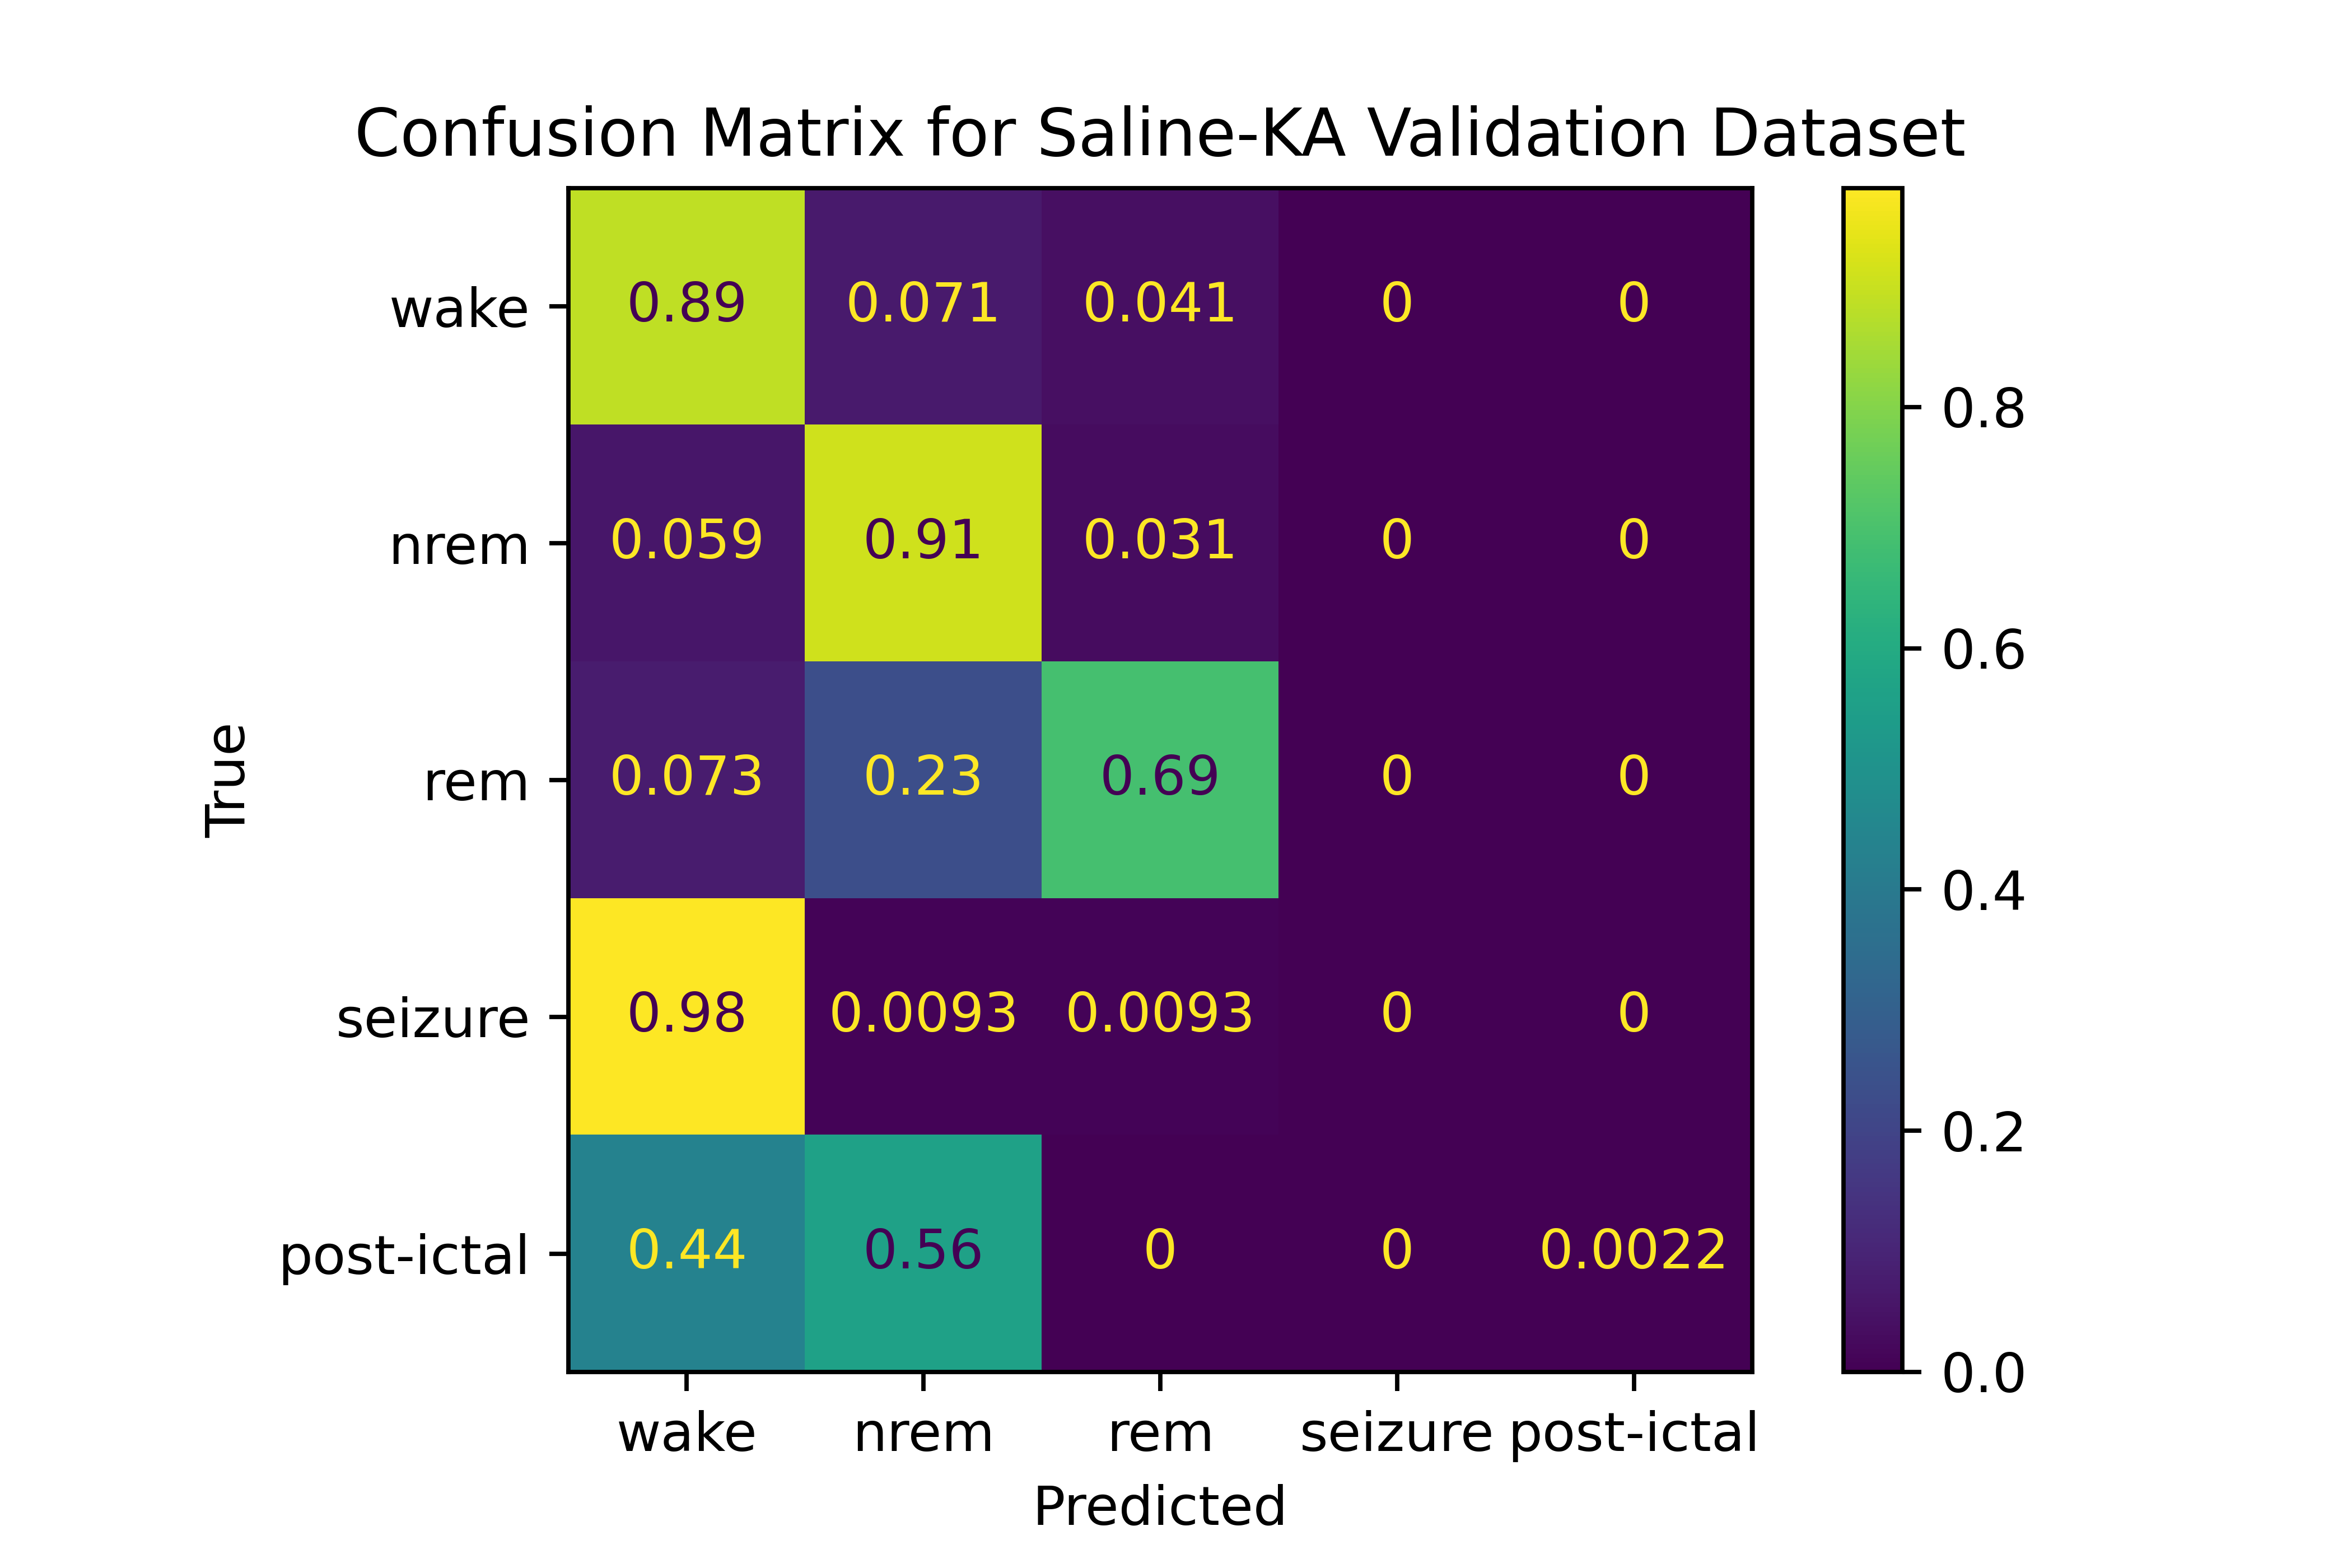 Confusion Matrix for Saline-KA Validation Dataset
wake 0.89 0.071 0.041 0 0
nrem 0.059 0.91 0.031 0 0
rem 0.073 0.23 0.69 0 0
seizure 0.98 0.0093 0.0093 0 0
post-ictal 0.44 0.56 0 0 0.0022
wake nrem rem seizure post-ictal
Predicted
True
0.8
0.6
0.4
0.2
0.0